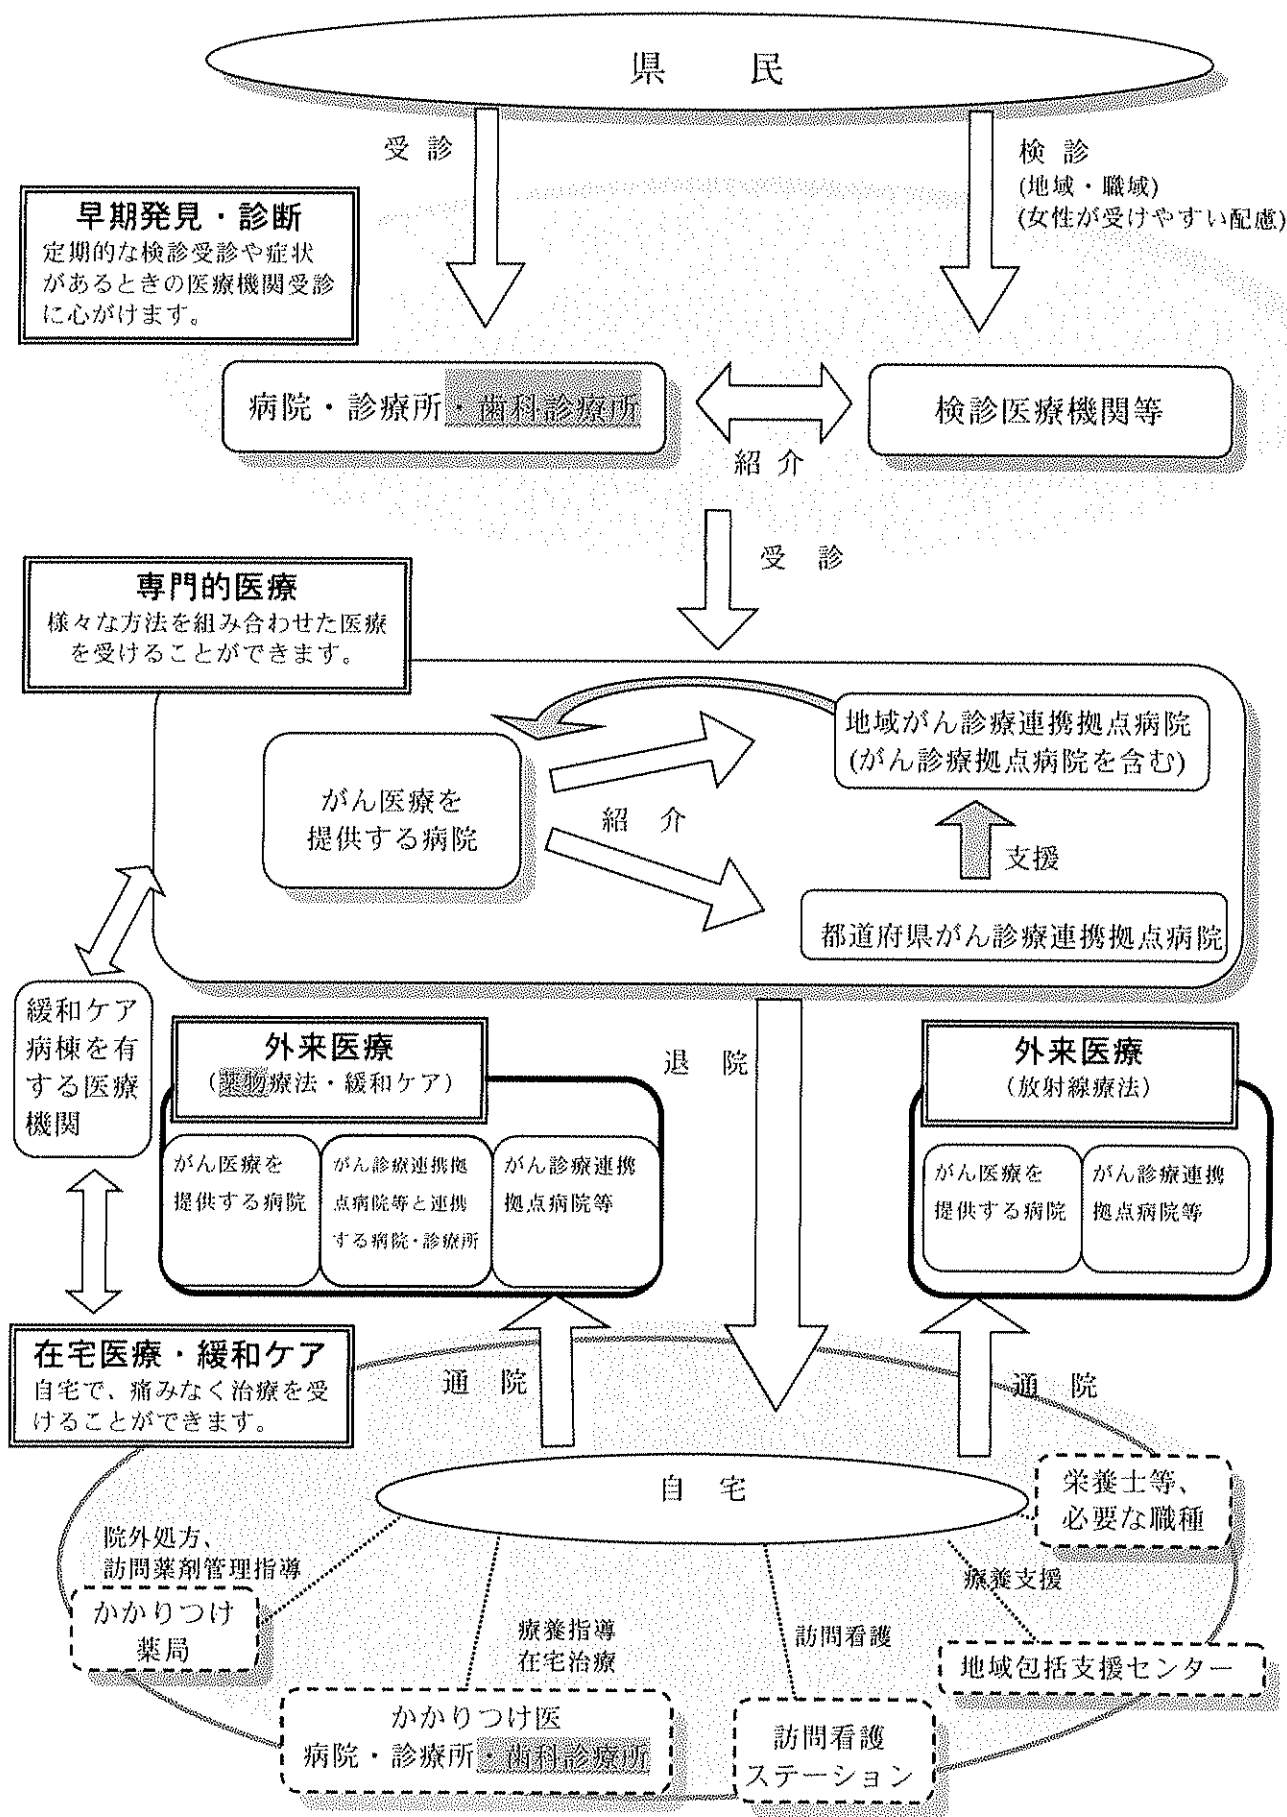 県 民
受 診
検 診
(地域・職域)
(女性が受けやすい配慮)
早期発見・診断
定期的な検診受診や症状
があるときの医療機関受診
に心がけます。
病院・診療所・歯科診療所
検診医療機関等
紹 介
受 診
専門的医療
様々な方法を組み合わせた医療
を受けることができます。
地域がん診療連携拠点病院
(がん診療拠点病院を含む)
がん医療を
提供する病院
紹 介
支援
都道府県がん診療連携拠点病院
緩和ケア
病棟を有
する医療
機関
外来医療
(薬物療法・緩和ケア)
がん医療を
提供する病院
がん診療連携拠
点病院等と連携
する病院・診療所
がん診療連携
拠点病院等
退 院
外来医療
(放射線療法)
がん医療を
提供する病院
がん診療連携
拠点病院等
在宅医療・緩和ケア
自宅で、痛みなく治療を受
けることができます。
通 院
通 院
自 宅
栄養士等、
必要な職種
院外処方、
訪問薬剤管理指導
かかりつけ
薬局
療養指導
在宅治療
訪問看護
療養支援
地域包括支援センター
かかりつけ医
病院・診療所・歯科診療所
訪問看護
ステーション